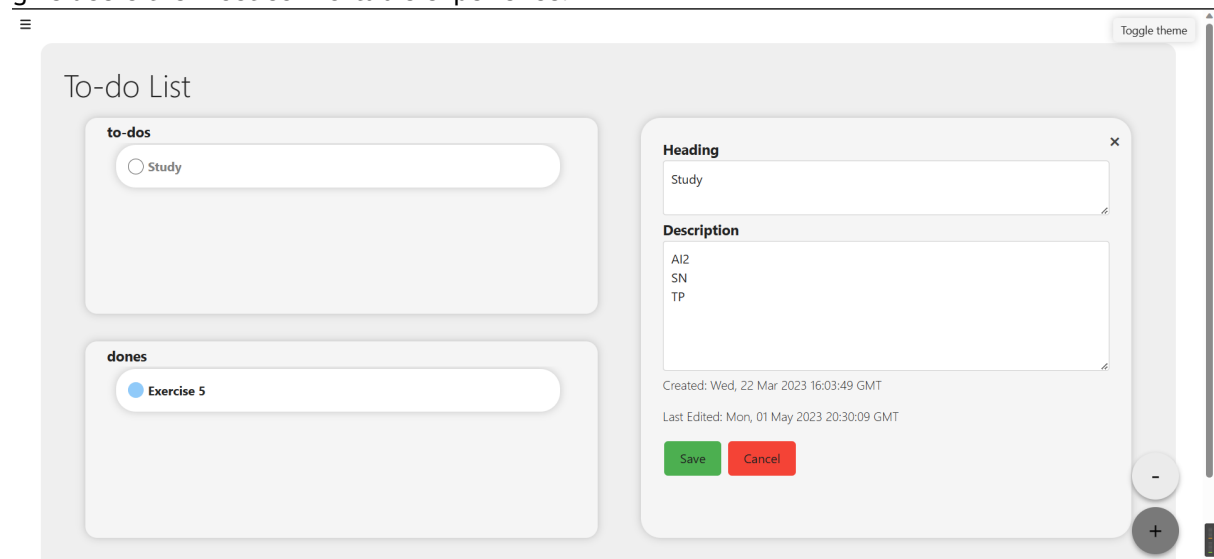 Toggle theme
To-do List
to-dos
Study
dones
Exercise 5
×
Heading
Study
Description
AI2
SN
TP
Created: Wed, 22 Mar 2023 16:03:49 GMT
Last Edited: Mon, 01 May 2023 20:30:09 GMT
Save Cancel
-
+